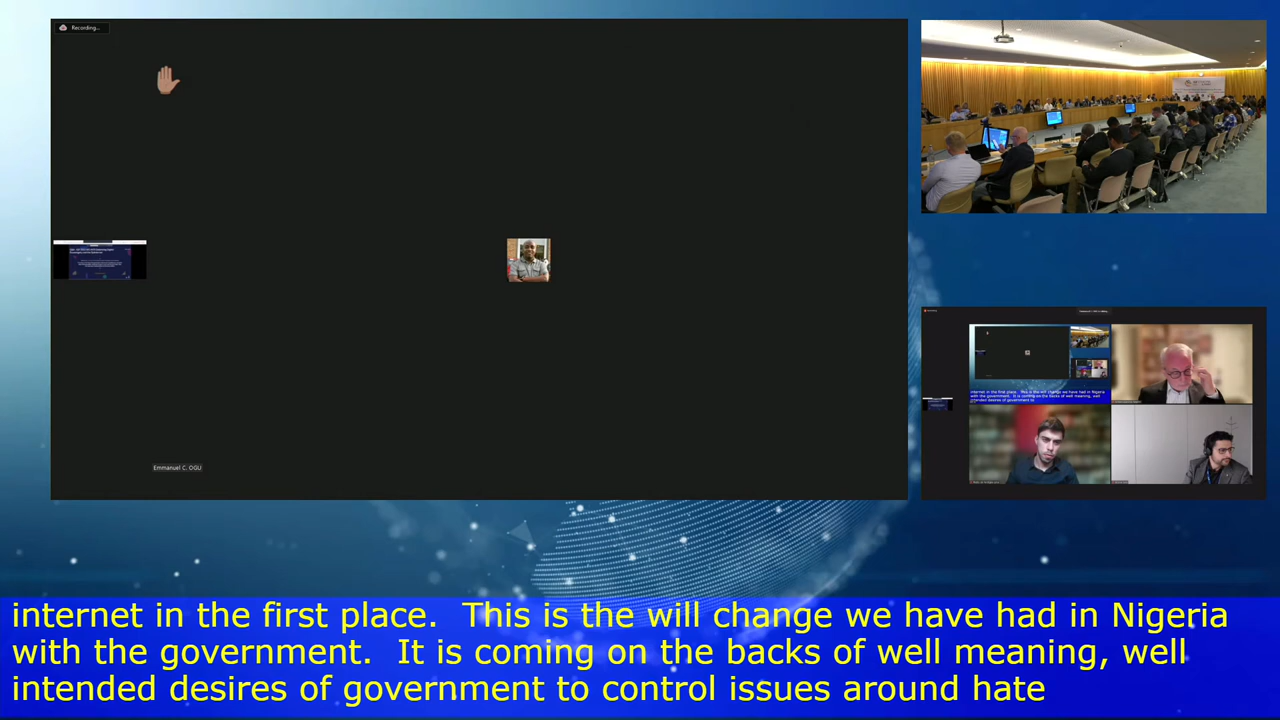 Recording...
Emmanuel C. OGU
internet in the first place.  This is the will change we have had in Nigeria
with the government.  It is coming on the backs of well meaning, well
intended desires of government to control issues around hate